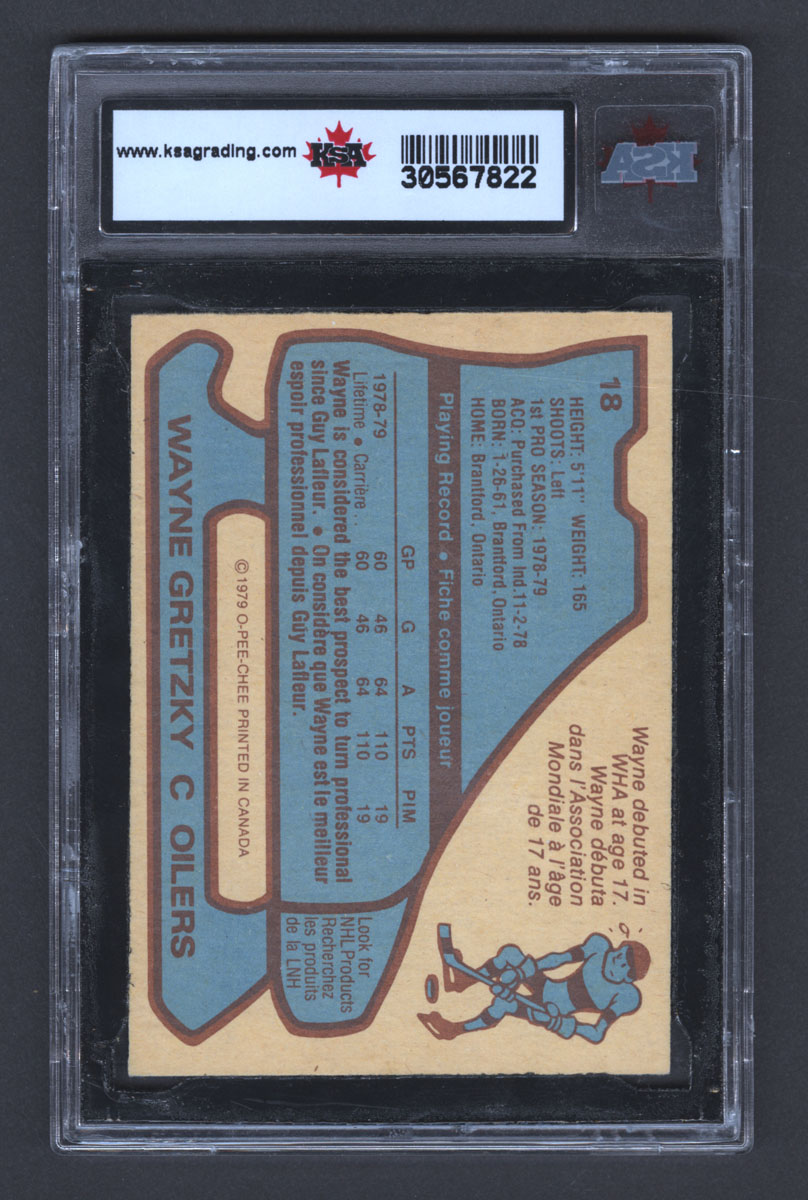 www.ksagrading.com
KSA
30567822
KSA
18
HEIGHT: 5'11" WEIGHT: 165
SHOOTS: Left
1st PRO SEASON: 1978-79
ACQ: Purchased From Ind.11-2-78
BORN: 1-26-61, Brantford, Ontario
HOME: Brantford, Ontario
Wayne debuted in
WHA at age 17.
Wayne débuta
dans l'Association
Mondiale à l'âge
de 17 ans.
Playing Record • Fiche comme joueur
GP G A PTS PIM
1978-79 60 46 64 110 19
Lifetime • Carrière . . 60 46 64 110 19
Wayne is considered the best prospect to turn professional
since Guy Lafleur. • On considère que Wayne est le meilleur
espoir professionnel depuis Guy Lafleur.
Look for
NHL Products
Recherchez
les produits
de la LNH
©1979 O-PEE-CHEE PRINTED IN CANADA
WAYNE GRETZKY C OILERS